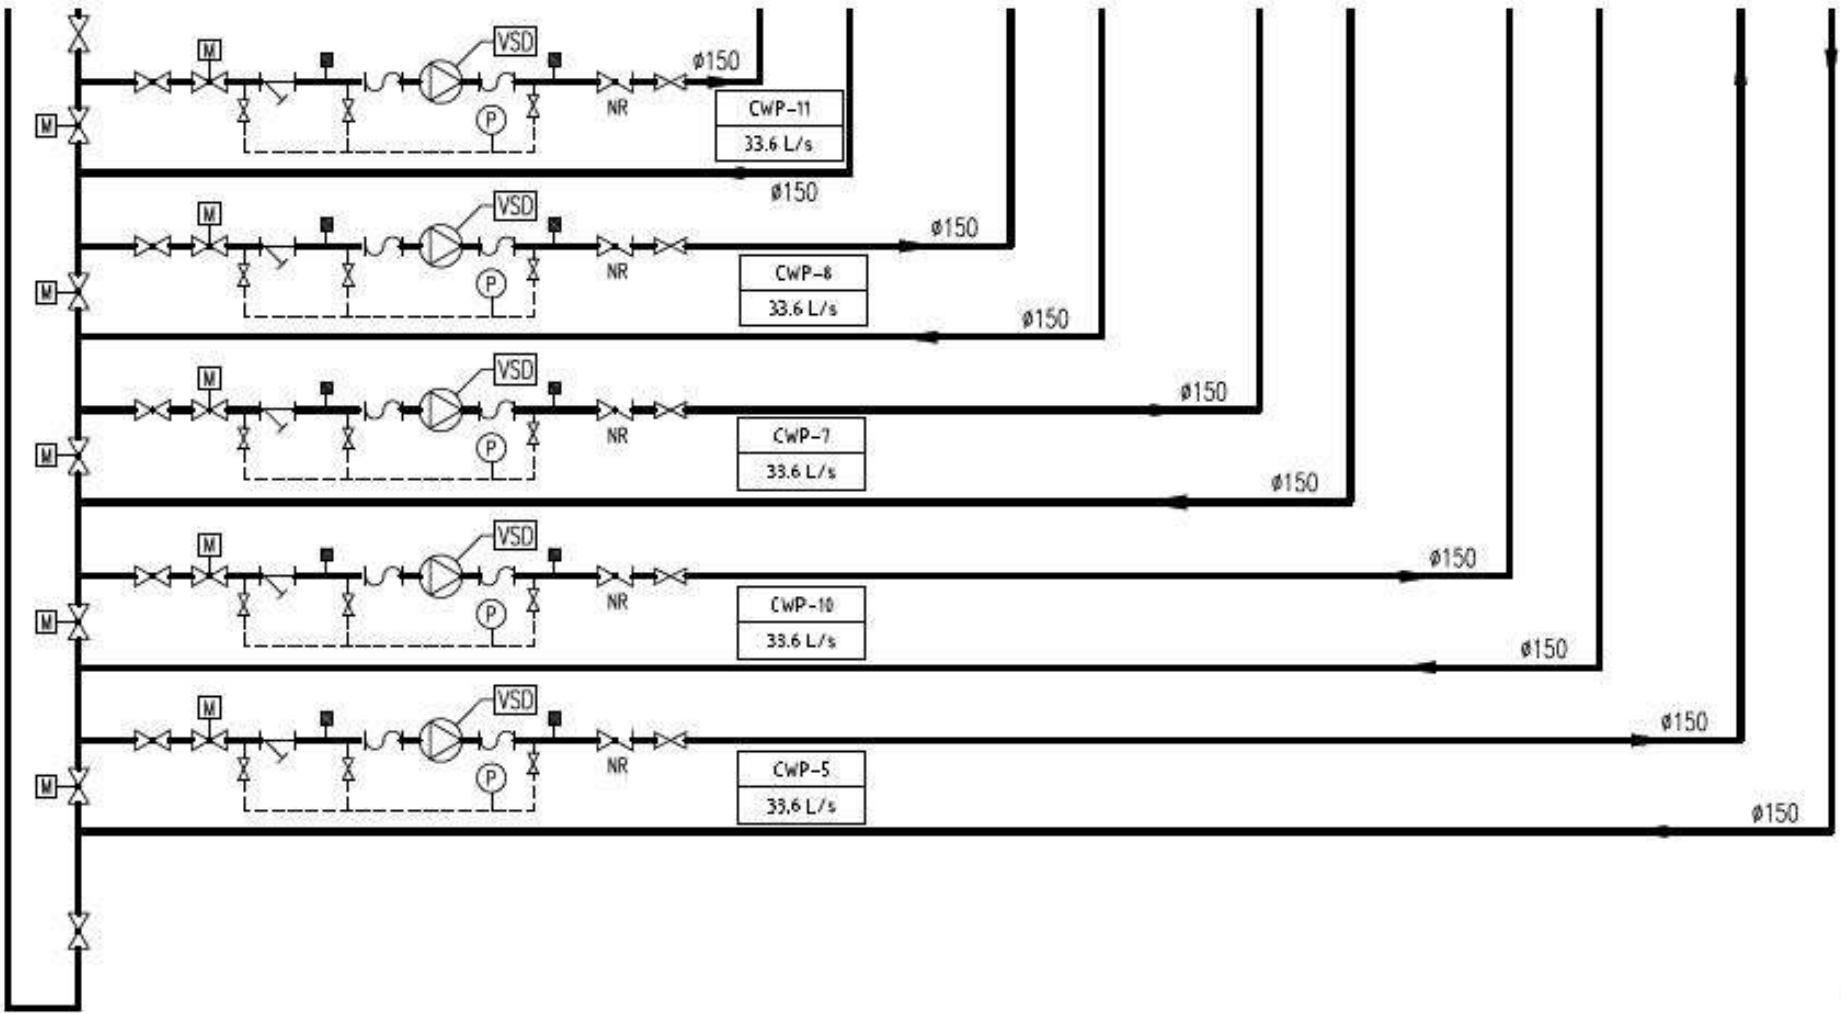 VSD
M
ø150
NR
CWP-11
M
P
33.6 L/s
ø150
VSD
M
ø150
NR
CWP-8
M
P
33.6 L/s
ø150
VSD
M
ø150
NR
CWP-7
M
P
33.6 L/s
ø150
VSD
M
ø150
NR
CWP-10
M
P
33.6 L/s
ø150
VSD
M
ø150
NR
CWP-5
M
P
33.6 L/s
ø150